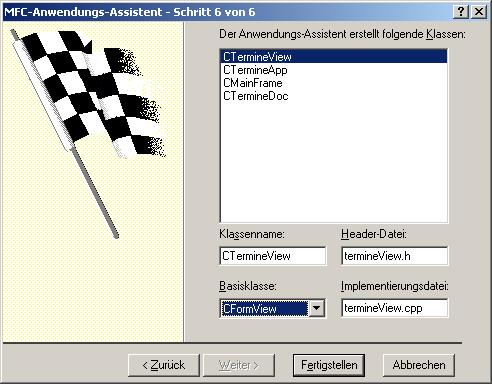 MFC-Anwendungs-Assistent - Schritt 6 von 6
Der Anwendungs-Assistent erstellt folgende Klassen:
CTermineView
CTermineApp
CMainFrame
CTermineDoc
Klassenname:
Header-Datei:
CTermineView
termineView.h
Basisklasse:
Implementierungsdatei:
CFormView
termineView.cpp
< Zurück
Weiter >
Fertigstellen
Abbrechen